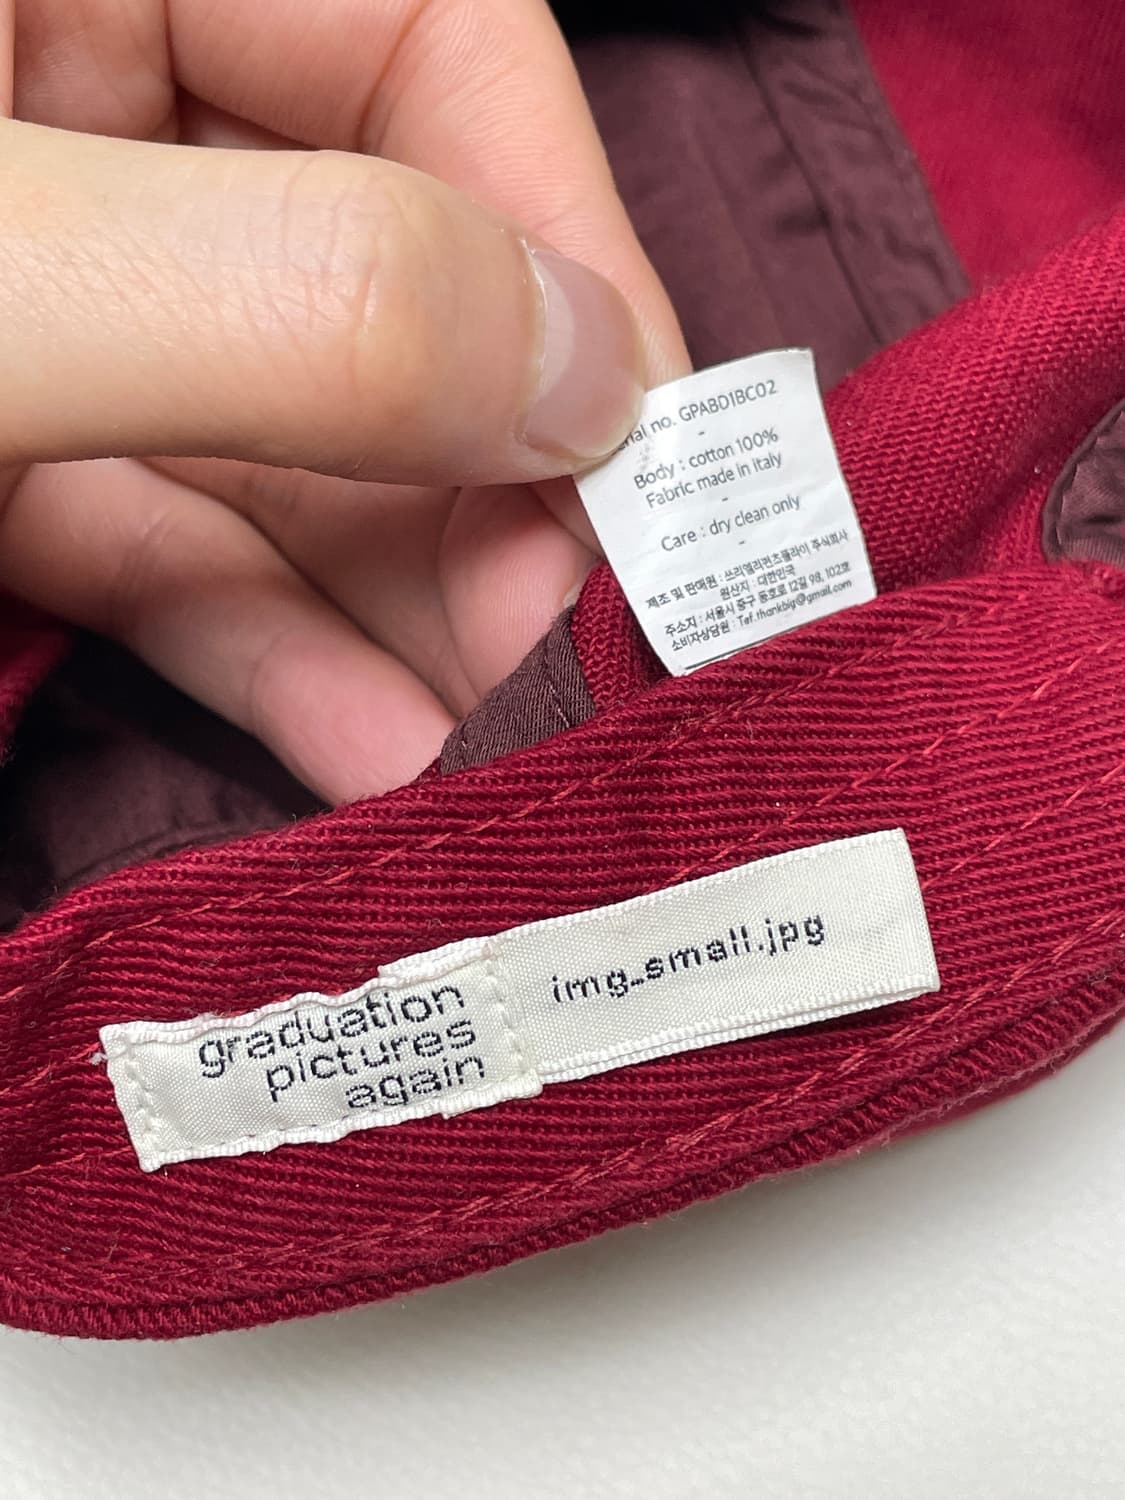 no. GPABD1BC02
-
Body : cotton 100%
Fabric made in italy
-
Care : dry clean only
-
제조 및 판매원 : 쓰리엘리펀츠플라이 주식회사
원산지 : 대한민국
주소지 : 서울시 중구 동호로 12길 98, 102호
소비자상담원 : Tef.thankbig@gmail.com
graduation
pictures
again
img_small.jpg